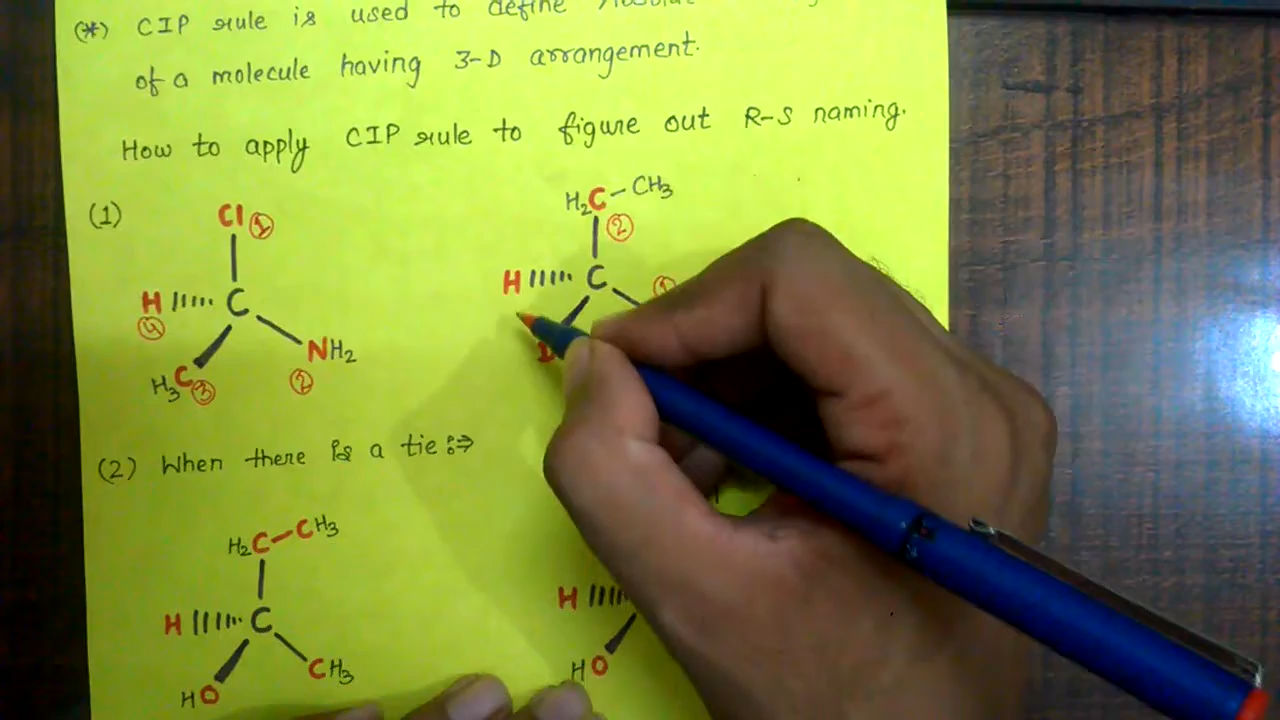 (*) CIP rule is used to define
of a molecule having 3-D arrangement.
How to apply CIP rule to figure out R-S naming.
(1)
Cl ①
H ④
C
NH₂ ②
H₃C ③
H₂C-CH₃
②
H
C
①
D
(2) When there is a tie :⇒
H₂C-CH₃
H
C
CH₃
HO
H
HO